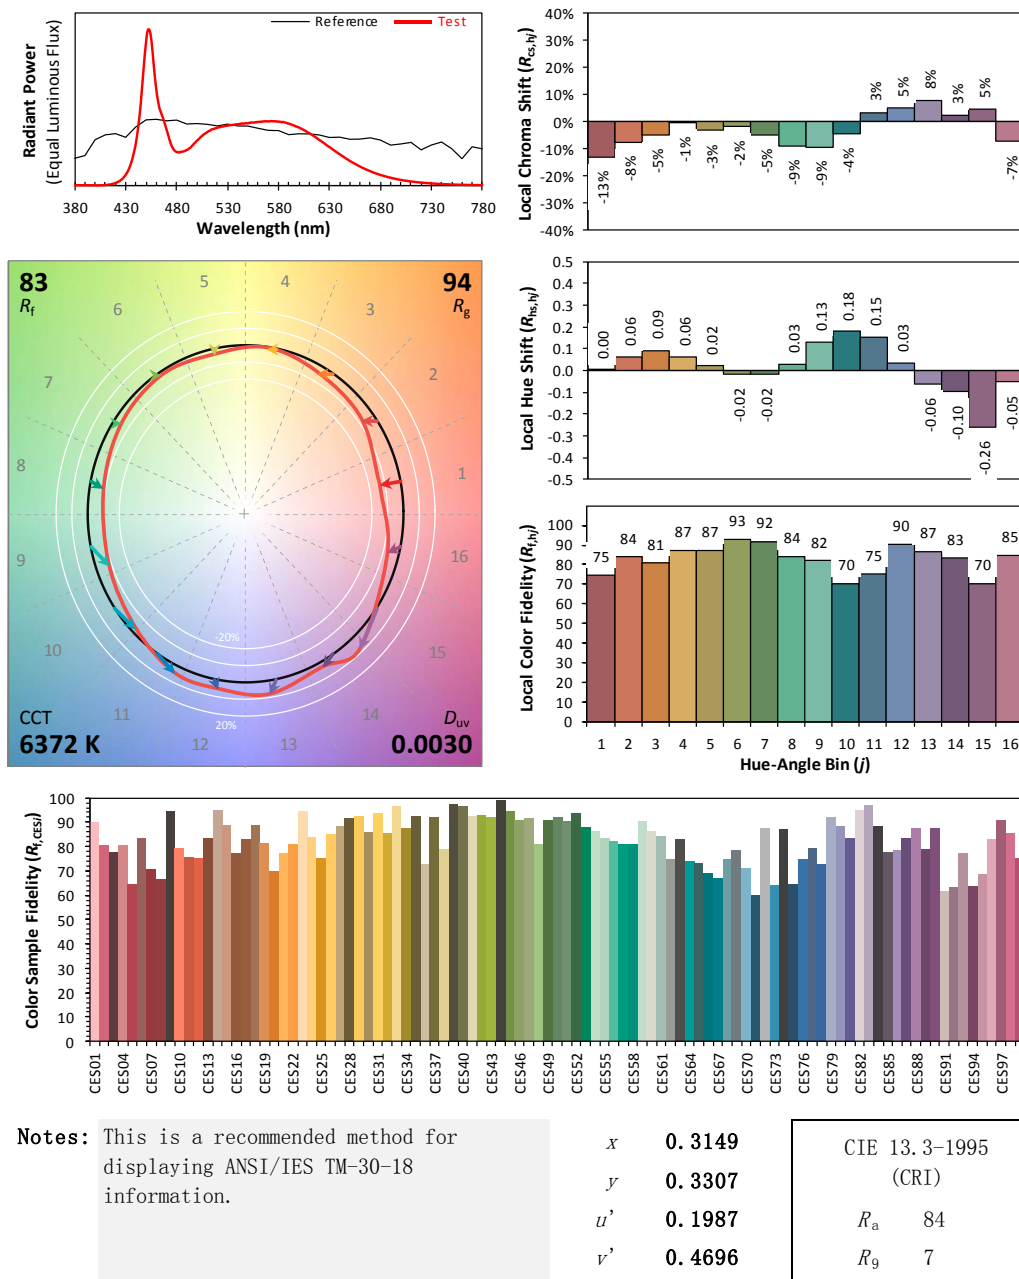 Reference
Test
Radiant Power
(Equal Luminous Flux)
380 430 480 530 580 630 680 730 780
Wavelength (nm)
Local Chroma Shift (Rcs,hj)
40%
30%
20%
10%
0%
-10%
-20%
-30%
-40%
-13% -8% -5% -1% -3% -2% -5% -9% -9% -4% 3% 5% 8% 3% 5% -7%
83
Rf
94
Rg
1
2
3
4
5
6
7
8
9
10
11
12
13
14
15
16
-20%
20%
CCT
6372 K
Duv
0.0030
Local Hue Shift (Rhs,hj)
0.5
0.4
0.3
0.2
0.1
0.0
-0.1
-0.2
-0.3
-0.4
-0.5
0.00 0.06 0.09 0.06 0.02 -0.02 -0.02 0.03 0.13 0.18 0.15 0.03 -0.06 -0.10 -0.26 -0.05
Local Color Fidelity (Rf,hj)
100
90
80
70
60
50
40
30
20
10
0
75 84 81 87 87 93 92 84 82 70 75 90 87 83 70 85
1 2 3 4 5 6 7 8 9 10 11 12 13 14 15 16
Hue-Angle Bin (j)
Color Sample Fidelity (Rf,CESi)
100
90
80
70
60
50
40
30
20
10
0
CES01 CES04 CES07 CES10 CES13 CES16 CES19 CES22 CES25 CES28 CES31 CES34 CES37 CES40 CES43 CES46 CES49 CES52 CES55 CES58 CES61 CES64 CES67 CES70 CES73 CES76 CES79 CES82 CES85 CES88 CES91 CES94 CES97
Notes: This is a recommended method for
displaying ANSI/IES TM-30-18
information.
x 0.3149
y 0.3307
u' 0.1987
v' 0.4696
CIE 13.3-1995
(CRI)
Ra 84
R9 7